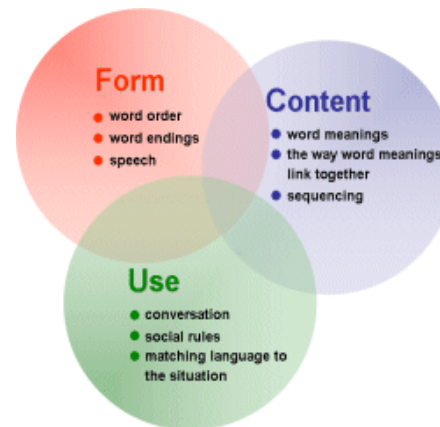 Form
word order
word endings
speech
Content
word meanings
the way word meanings
link together
sequencing
Use
conversation
social rules
matching language to
the situation